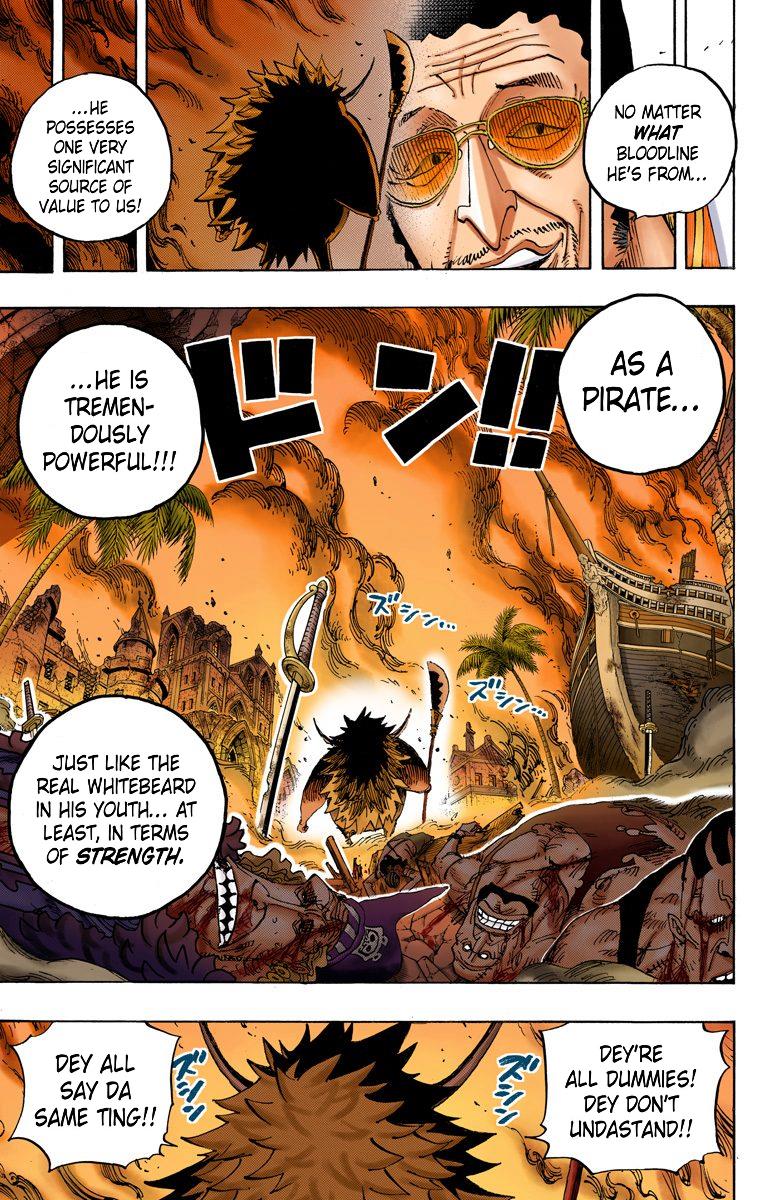 NO MATTER
WHAT
BLOODLINE
HE'S FROM...
...HE
POSSESSES
ONE VERY
SIGNIFICANT
SOURCE OF
VALUE TO US!
AS A
PIRATE...
ドン!!
...HE IS
TREMEN-
DOUSLY
POWERFUL!!!
ズシン...
ズシン...
JUST LIKE THE
REAL WHITEBEARD
IN HIS YOUTH... AT
LEAST, IN TERMS
OF STRENGTH.
DEY'RE
ALL DUMMIES!
DEY DON'T
UNDASTAND!!
ズシン
ズシン
DEY ALL
SAY DA
SAME TING!!